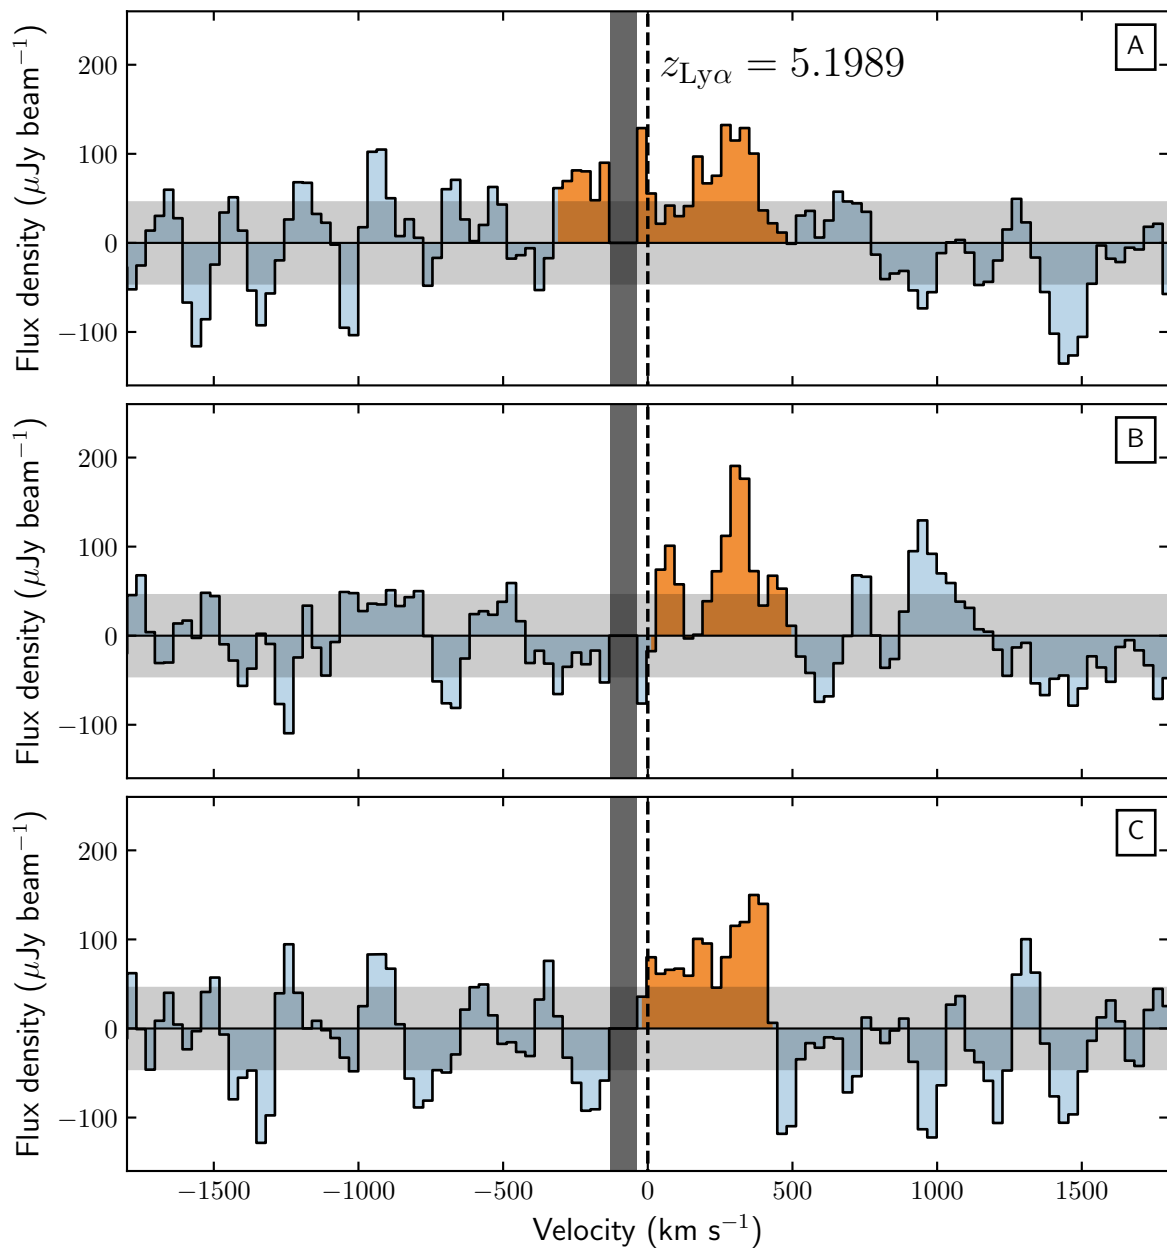 A
z_Lyα = 5.1989
Flux density (μJy beam⁻¹)
200
100
0
−100
B
Flux density (μJy beam⁻¹)
200
100
0
−100
C
Flux density (μJy beam⁻¹)
200
100
0
−100
−1500 −1000 −500 0 500 1000 1500
Velocity (km s⁻¹)